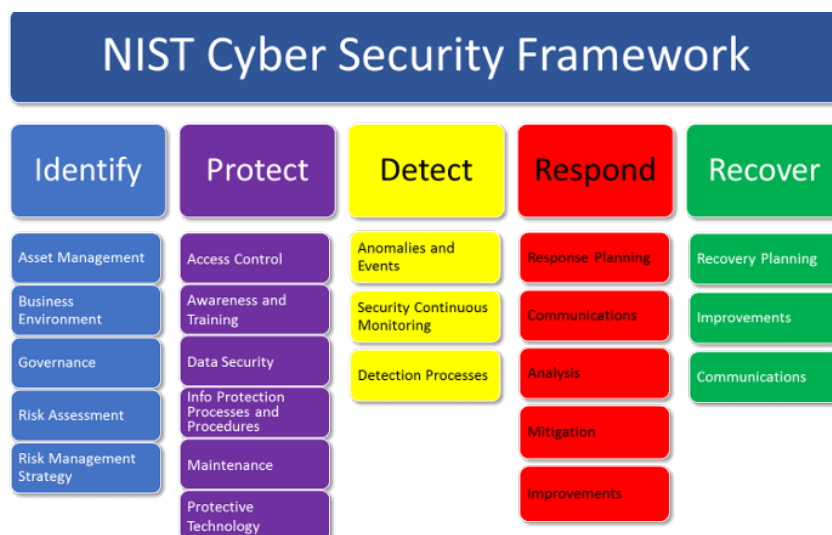 NIST Cyber Security Framework
Identify
Protect
Detect
Respond
Recover
Asset Management
Business
Environment
Governance
Risk Assessment
Risk Management
Strategy
Access Control
Awareness and
Training
Data Security
Info Protection
Processes and
Procedures
Maintenance
Protective
Technology
Anomalies and
Events
Security Continuous
Monitoring
Detection Processes
Response Planning
Communications
Analysis
Mitigation
Improvements
Recovery Planning
Improvements
Communications